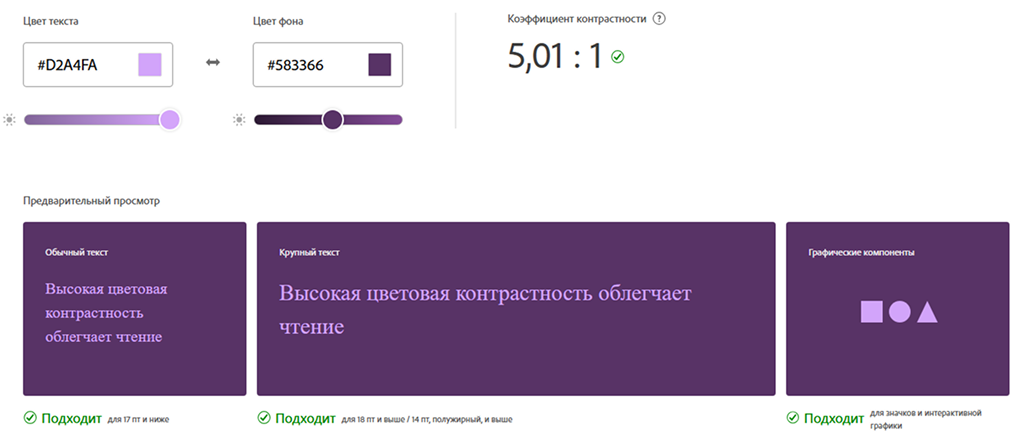 Цвет текста
Цвет фона
Коэффициент контрастности ?
#D2A4FA
#583366
5,01 : 1
Предварительный просмотр
Обычный текст
Высокая цветовая
контрастность
облегчает чтение
Крупный текст
Высокая цветовая контрастность облегчает
чтение
Графические компоненты
Подходит для 17 пт и ниже
Подходит для 18 пт и выше / 14 пт, полужирный, и выше
Подходит для значков и интерактивной
графики